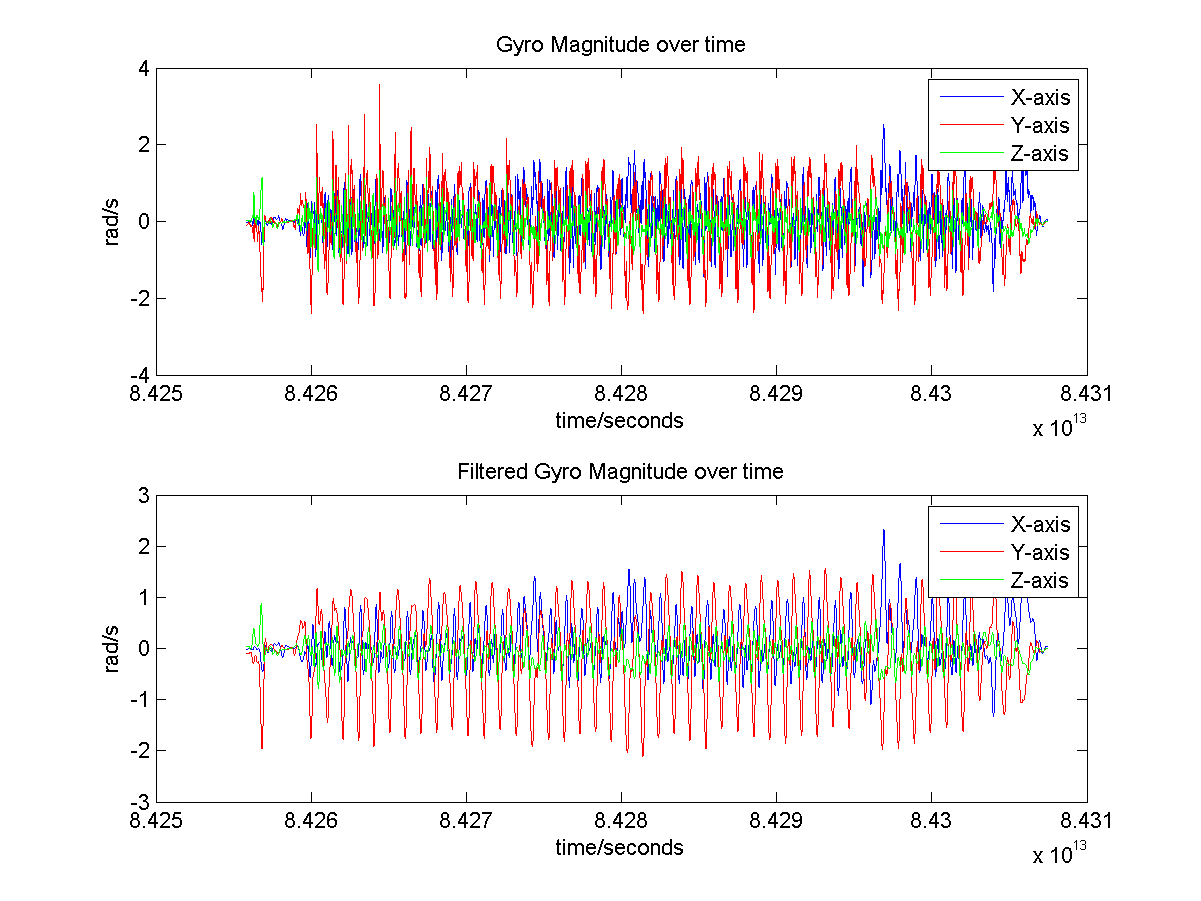 Gyro Magnitude over time
4
2
0
-2
-4
rad/s
X-axis
Y-axis
Z-axis
8.425 8.426 8.427 8.428 8.429 8.43 8.431
time/seconds
x 10^13
Filtered Gyro Magnitude over time
3
2
1
0
-1
-2
-3
rad/s
X-axis
Y-axis
Z-axis
8.425 8.426 8.427 8.428 8.429 8.43 8.431
time/seconds
x 10^13